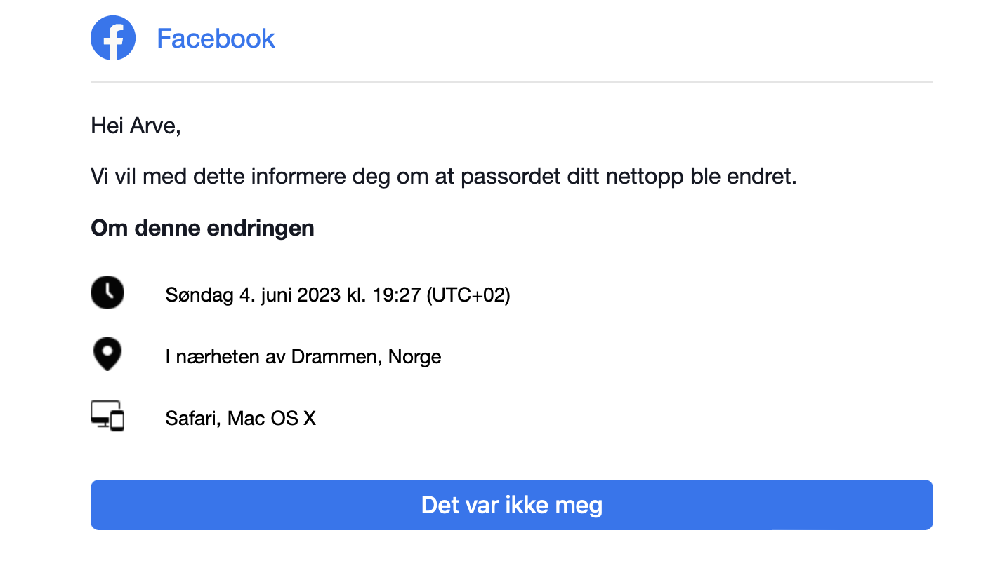 Facebook
Hei Arve,
Vi vil med dette informere deg om at passordet ditt nettopp ble endret.
Om denne endringen
Søndag 4. juni 2023 kl. 19:27 (UTC+02)
I nærheten av Drammen, Norge
Safari, Mac OS X
Det var ikke meg